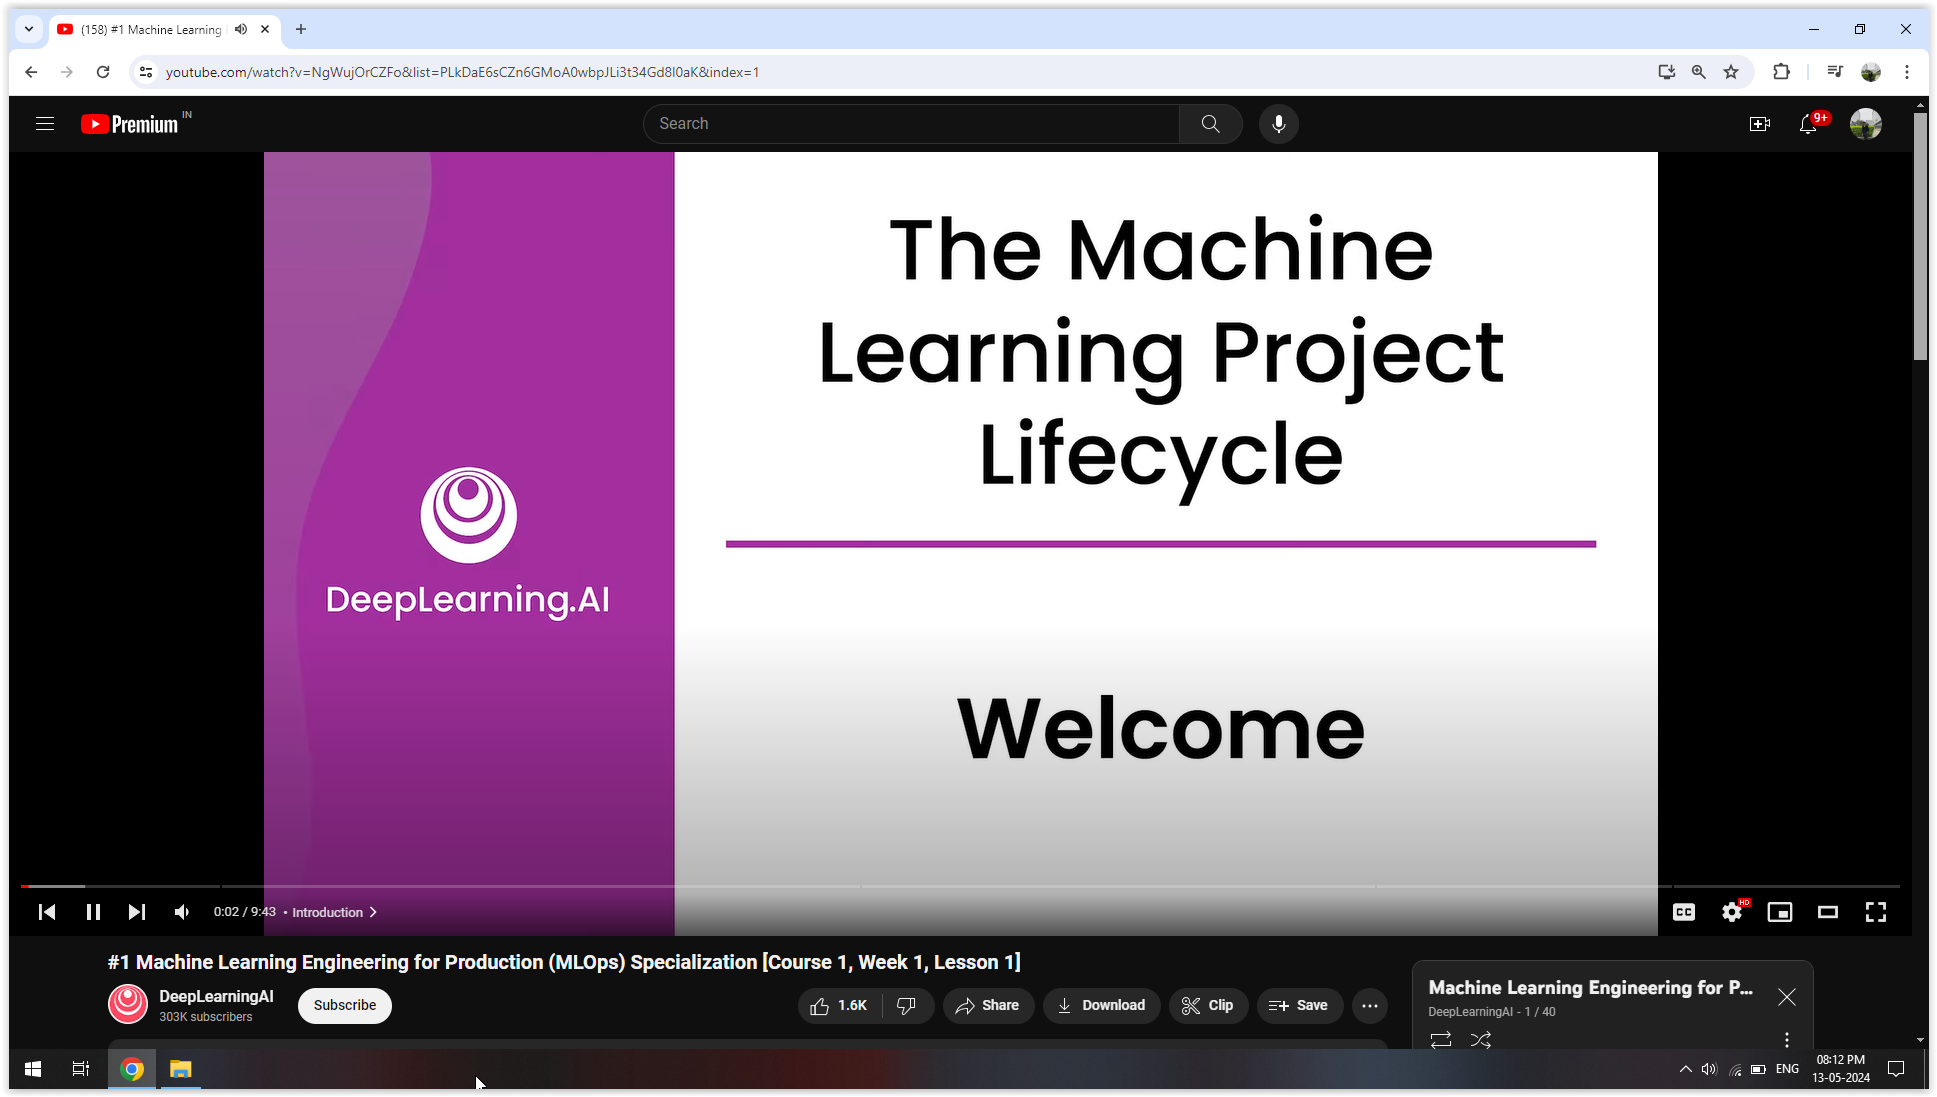 (158) #1 Machine Learning
youtube.com/watch?v=NgWujOrCZFo&list=PLkDaE6sCZn6GMoA0wbpJLi3t34Gd8l0aK&index=1
Premium IN
Search
9+
The Machine
Learning Project
Lifecycle
DeepLearning.AI
Welcome
0:02 / 9:43 • Introduction
CC
HD
#1 Machine Learning Engineering for Production (MLOps) Specialization [Course 1, Week 1, Lesson 1]
DeepLearningAI
303K subscribers
Subscribe
1.6K
Share
Download
Clip
Save
Machine Learning Engineering for P...
DeepLearningAI - 1 / 40
ENG
08:12 PM
13-05-2024